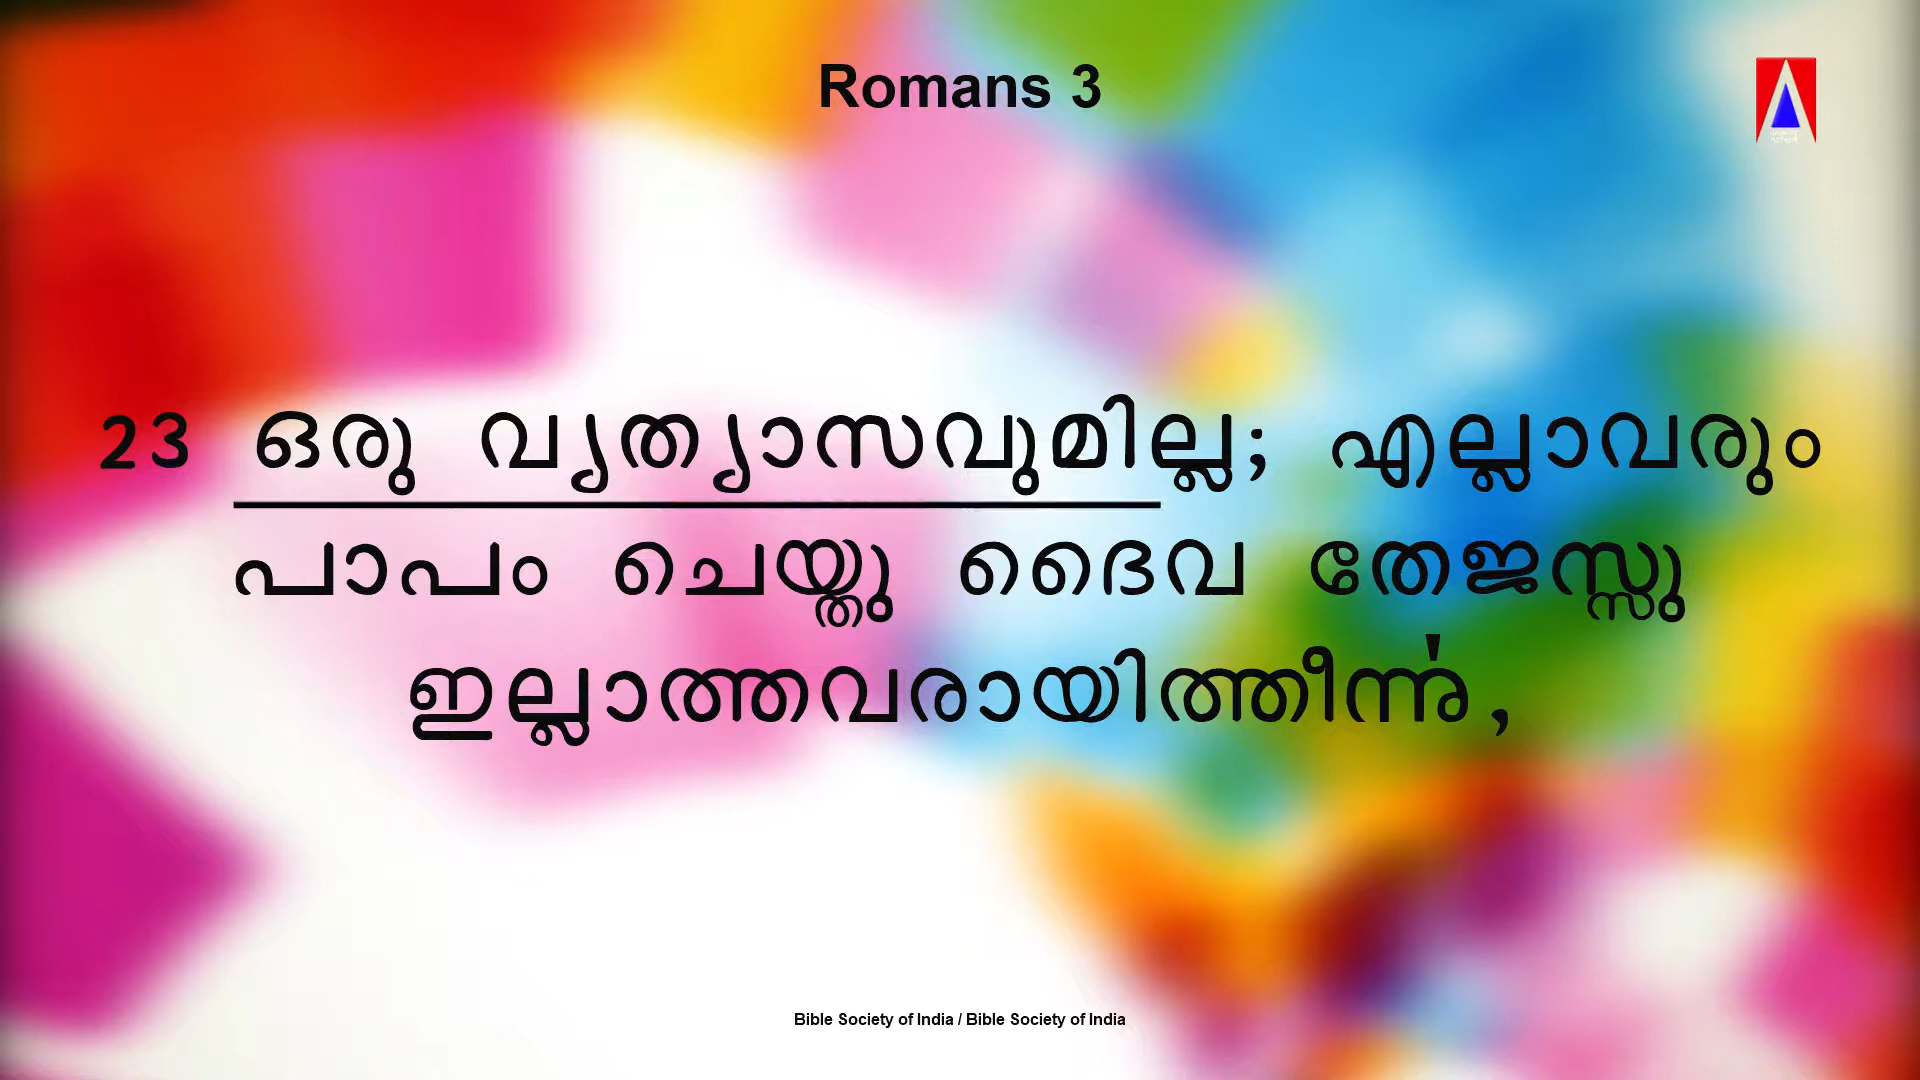 Romans 3
23 ഒരു വ്യത്യാസവുമില്ല; എല്ലാവരും
പാപം ചെയ്തു ദൈവ തേജസ്സു
ഇല്ലാത്തവരായിത്തീൎന്നു,
Bible Society of India / Bible Society of India